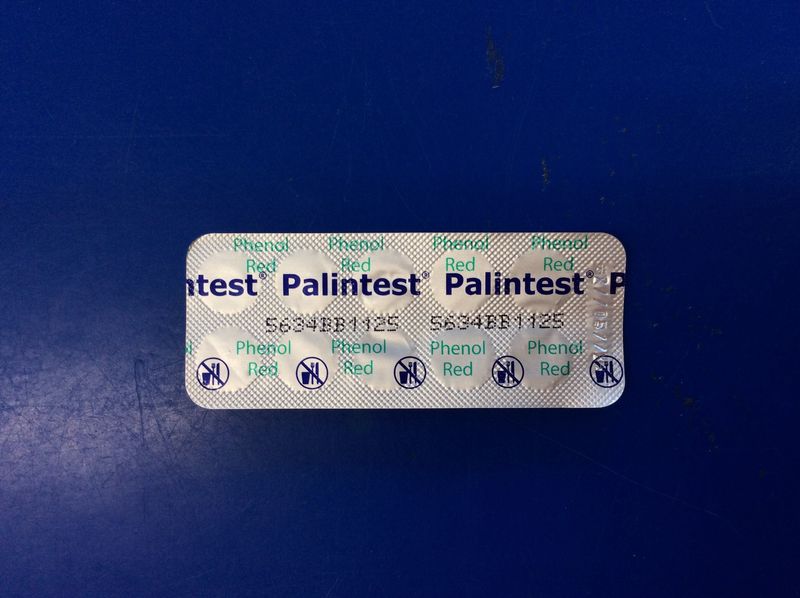 Phenol Phenol Phenol Phenol
Red Red Red Red
ntest® Palintest® Palintest® P
5634BB1125 5634BB1125
Phenol Phenol Phenol Phenol
Red Red Red Red